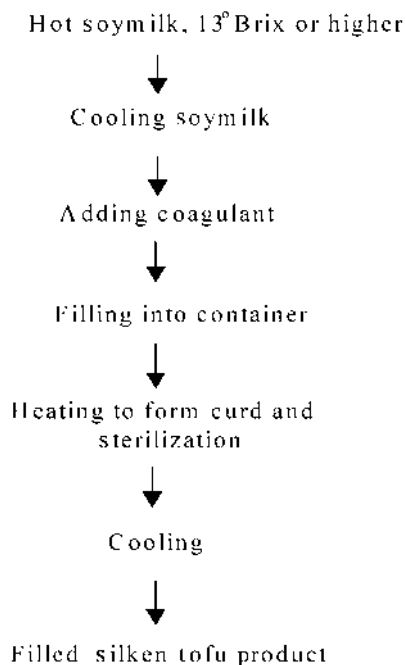 Hot soymilk, 13° Brix or higher
Cooling soymilk
Adding coagulant
Filling into container
Heating to form curd and
sterilization
Cooling
Filled silken tofu product